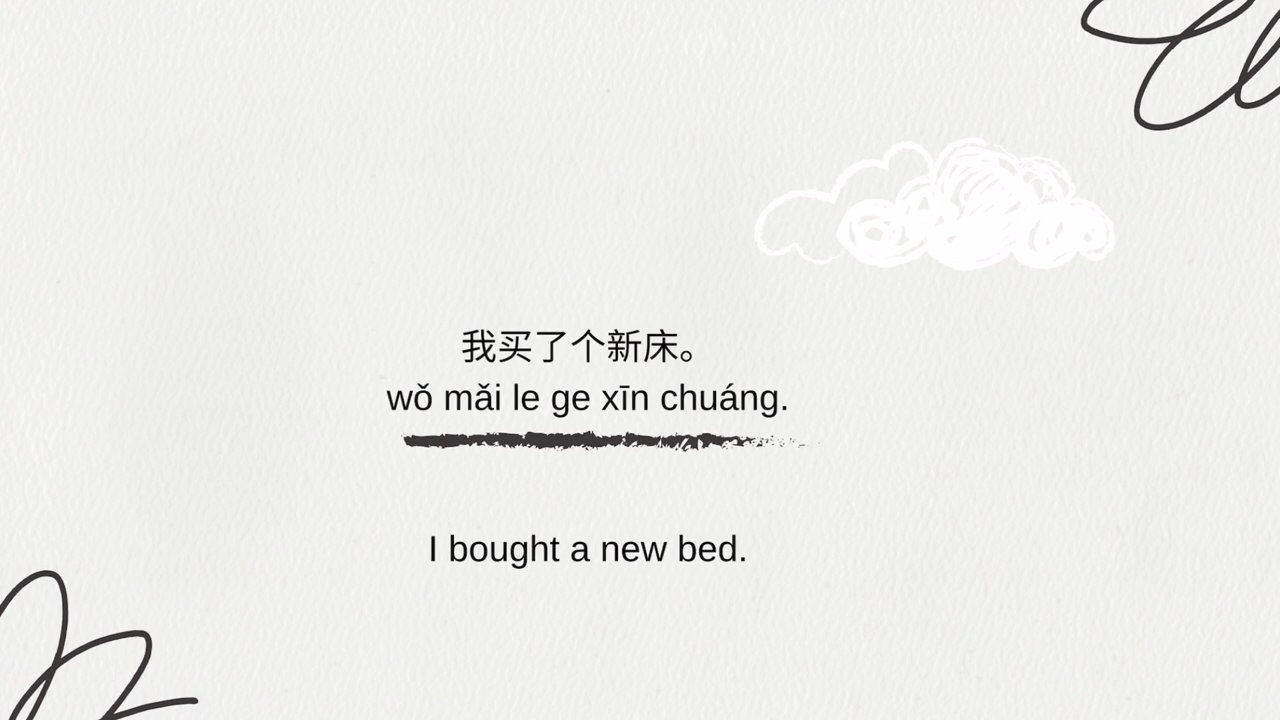 我买了个新床。
wǒ mǎi le ge xīn chuáng.
I bought a new bed.